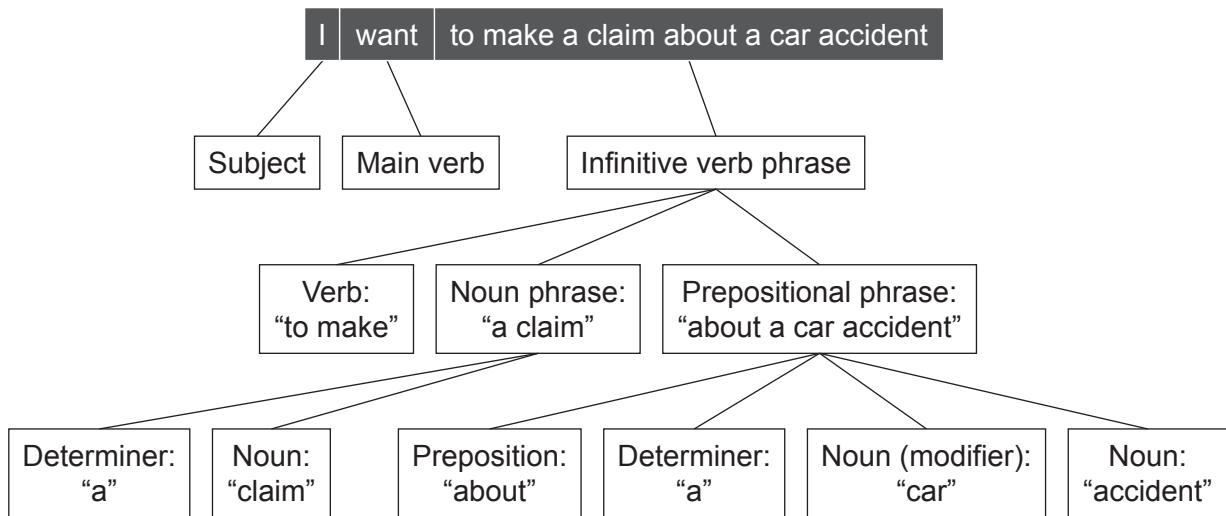 I want to make a claim about a car accident
Subject
Main verb
Infinitive verb phrase
Verb:
“to make”
Noun phrase:
“a claim”
Prepositional phrase:
“about a car accident”
Determiner:
“a”
Noun:
“claim”
Preposition:
“about”
Determiner:
“a”
Noun (modifier):
“car”
Noun:
“accident”